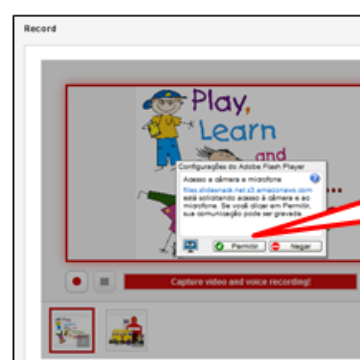 Record
Play,
Learn
and
Configurações do Adobe Flash Player
Acesso a câmera e microfone
files.slidesnack.net.s3.amazonaws.com
está solicitando acesso à câmera e ao
microfone. Se você clicar em Permitir,
sua comunicação pode ser gravada.
Permitir
Negar
Capture video and voice recording!